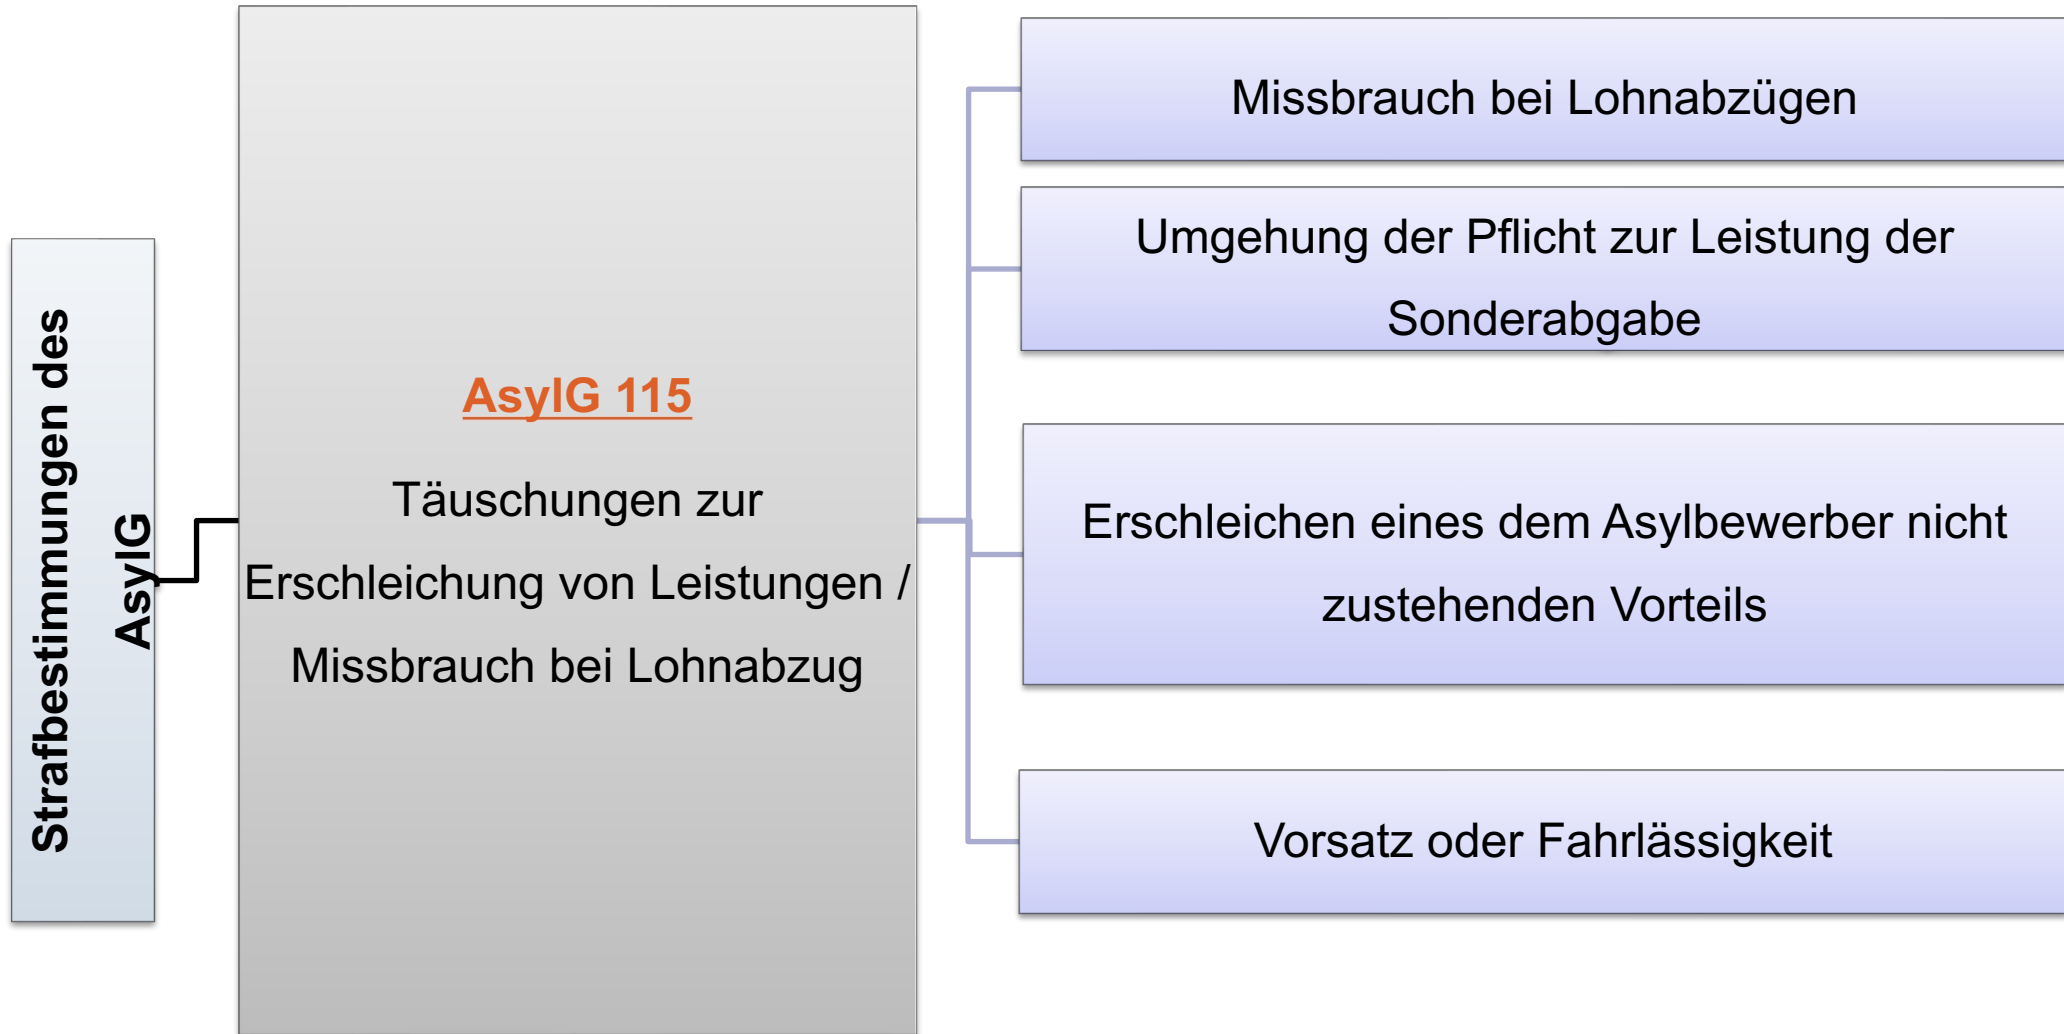 Strafbestimmungen des
AsylG
AsylG 115
Täuschungen zur
Erschleichung von Leistungen /
Missbrauch bei Lohnabzug
Missbrauch bei Lohnabzügen
Umgehung der Pflicht zur Leistung der
Sonderabgabe
Erschleichen eines dem Asylbewerber nicht
zustehenden Vorteils
Vorsatz oder Fahrlässigkeit